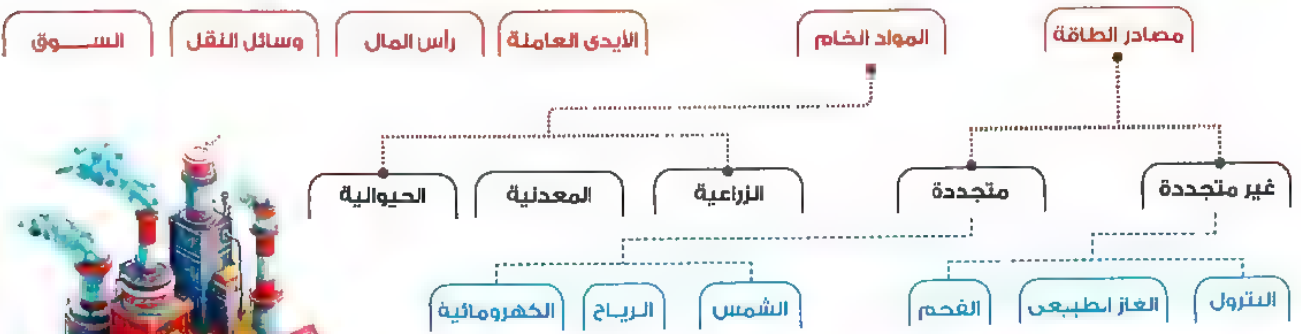 مصادر الطاقة
المواد الخام
الأيدى العاملة
رأس المال
وسائل النقل
الســـوق
غير متجددة
متجددة
الزراعية
المعدنية
الحيوانية
البترول
الغاز الطبيعى
الفحم
الشمس
الرياح
الكهرومائية